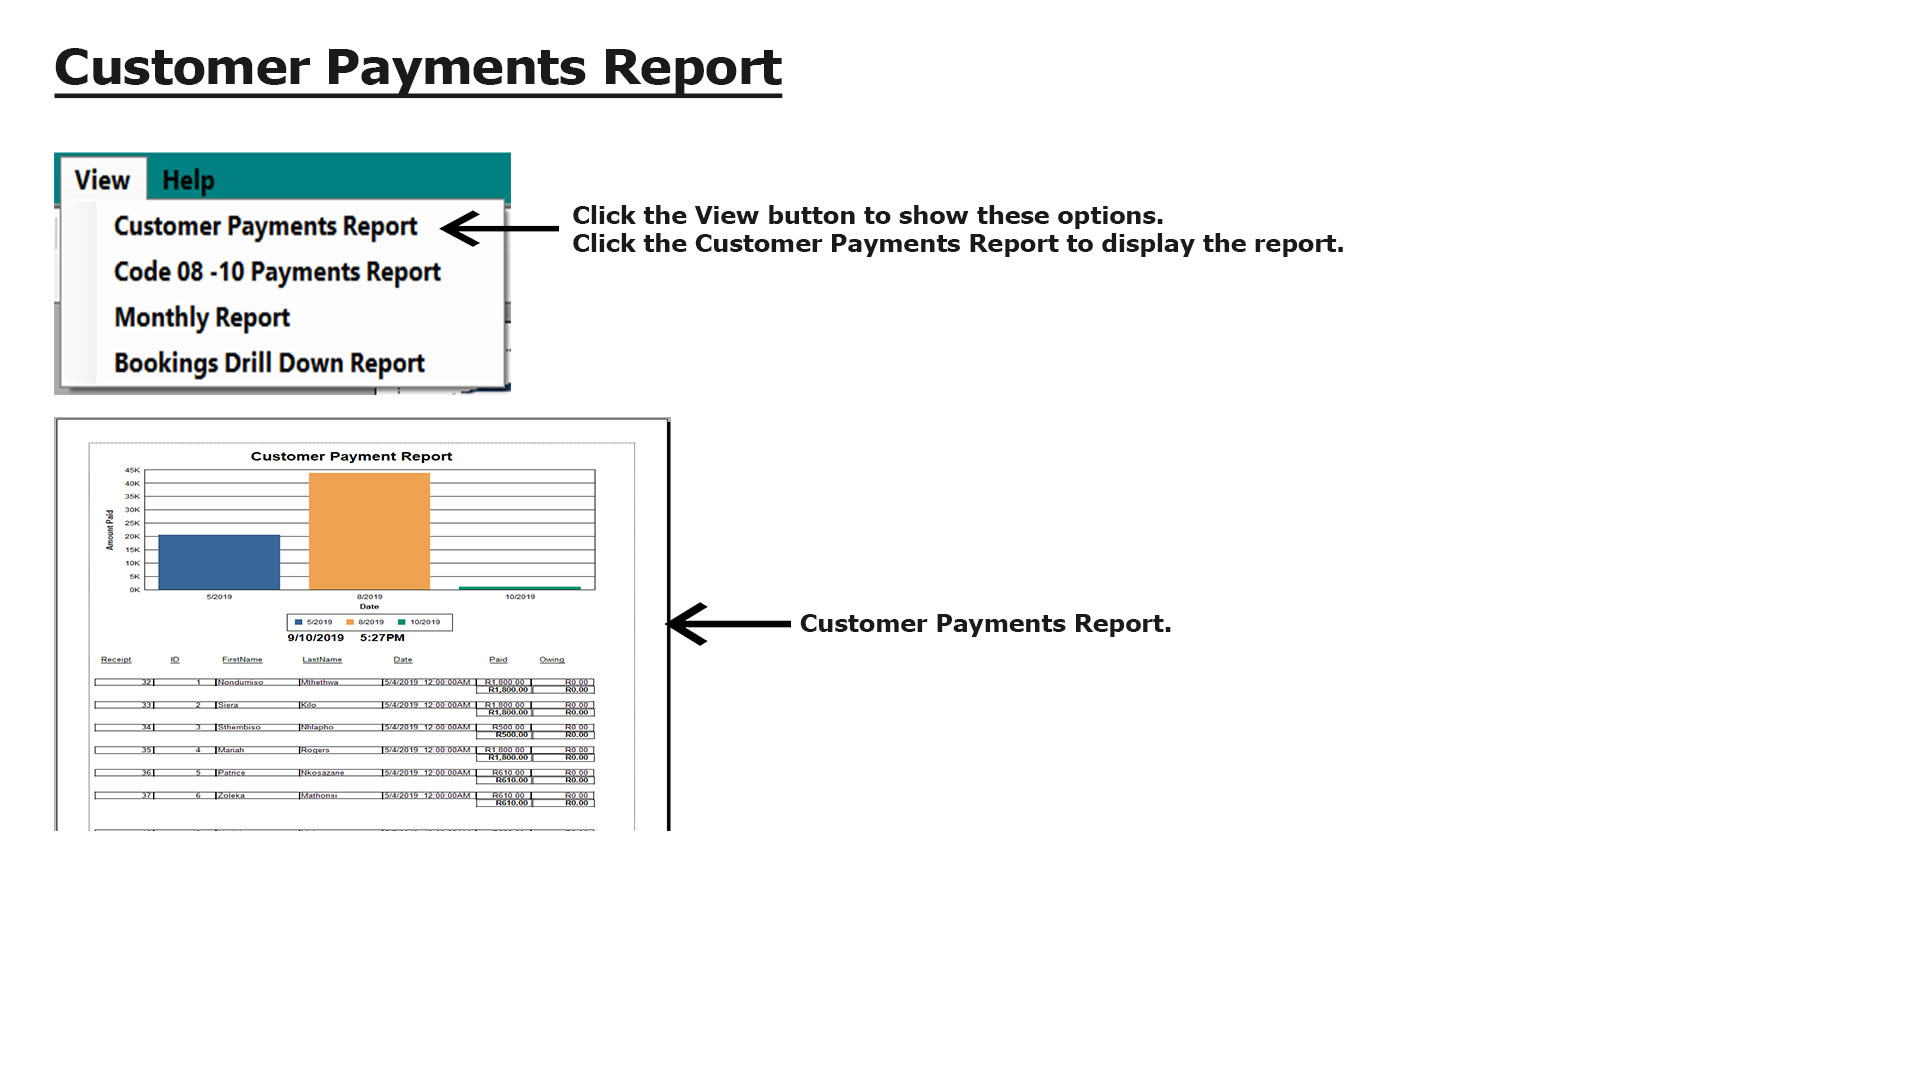 Customer Payments Report
View Help
Customer Payments Report
Code 08 -10 Payments Report
Monthly Report
Bookings Drill Down Report
Click the View button to show these options.
Click the Customer Payments Report to display the report.
Customer Payment Report
45K
40K
35K
30K
25K
20K
15K
10K
5K
0K
Amount Paid
5/2019 8/2019 10/2019
Date
5/2019 8/2019 10/2019
9/10/2019 5:27PM
Receipt ID FirstName LastName Date Paid Owing
32 1 Nondumiso Mthethwa 5/4/2019 12:00:00AM R1,800.00 R0.00
R1,800.00 R0.00
33 2 Siera Kilo 5/4/2019 12:00:00AM R1,800.00 R0.00
R1,800.00 R0.00
34 3 Sthembiso Nhlapho 5/4/2019 12:00:00AM R500.00 R0.00
R500.00 R0.00
35 4 Mariah Rogers 5/4/2019 12:00:00AM R1,800.00 R0.00
R1,800.00 R0.00
36 5 Patrice Nkosazane 5/4/2019 12:00:00AM R610.00 R0.00
R610.00 R0.00
37 6 Zoleka Mathonsi 5/4/2019 12:00:00AM R610.00 R0.00
R610.00 R0.00
Customer Payments Report.